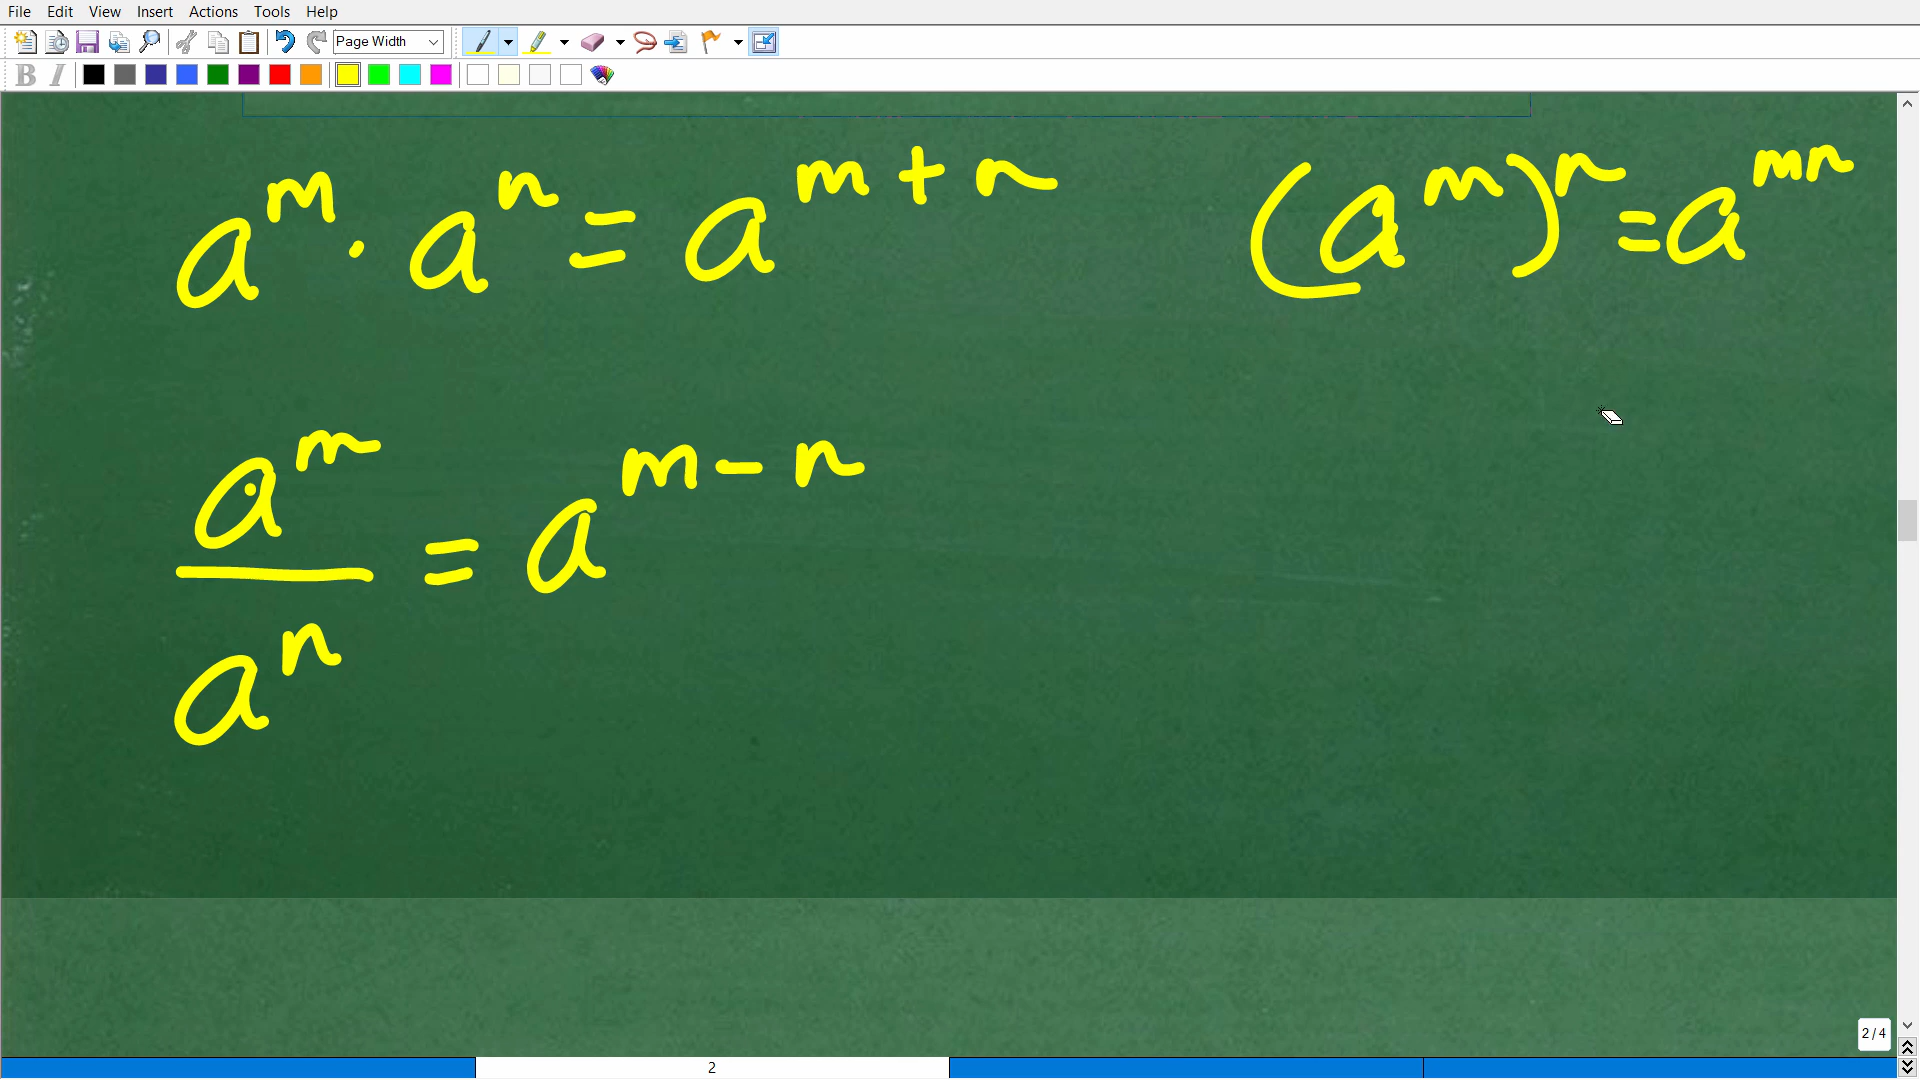 File Edit View Insert Actions Tools Help
Page Width
B I
a^m · a^n = a^{m+n}
(a^m)^n = a^{mn}
a^m / a^n = a^{m-n}
2 / 4
2